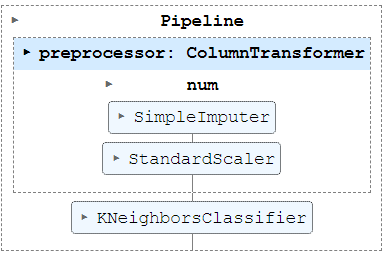 Pipeline
preprocessor: ColumnTransformer
num
SimpleImputer
StandardScaler
KNeighborsClassifier